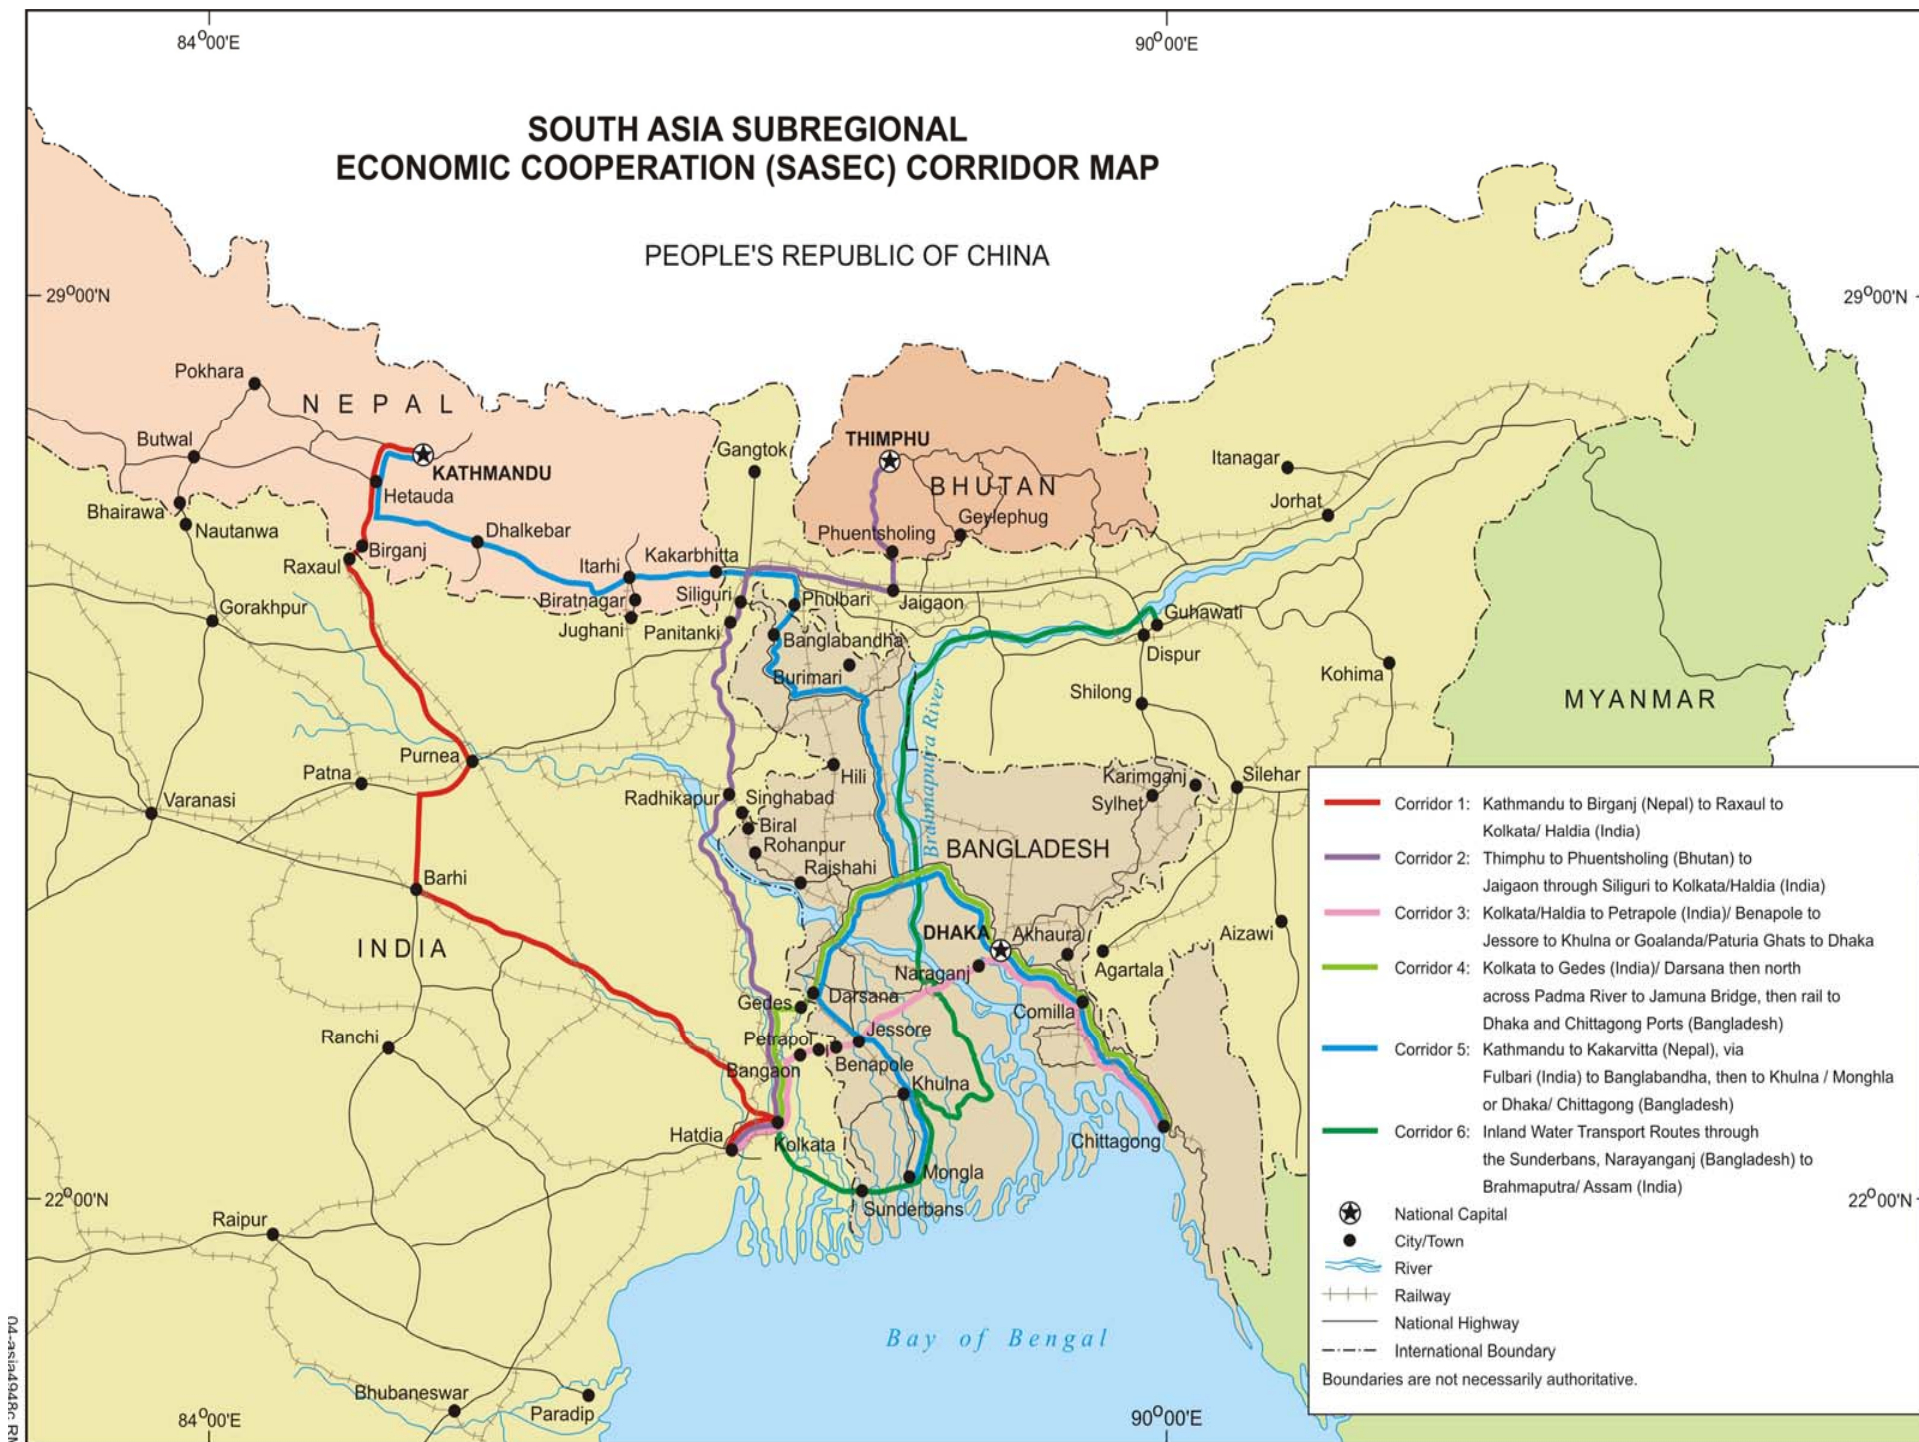 84°00'E
90°00'E
SOUTH ASIA SUBREGIONAL
ECONOMIC COOPERATION (SASEC) CORRIDOR MAP
PEOPLE'S REPUBLIC OF CHINA
29°00'N
29°00'N
Pokhara
NEPAL
Butwal
KATHMANDU
Hetauda
Bhairawa
Nautanwa
Birganj
Raxaul
Dhalkebar
Itarhi
Kakarbhitta
Biratnagar
Jughani
Gorakhpur
Gangtok
THIMPHU
BHUTAN
Geylephug
Phuentsholing
Siliguri
Phulbari
Jaigaon
Panitanki
Banglabandha
Burimari
Itanagar
Jorhat
Guhawati
Dispur
Shilong
Kohima
MYANMAR
Purnea
Patna
Varanasi
Hili
Radhikapur
Singhabad
Biral
Rohanpur
Rajshahi
Brahmaputra River
BANGLADESH
Karimganj
Sylhet
Silehar
Barhi
INDIA
DHAKA
Akhaura
Agartala
Aizawi
Naraganj
Gedes
Darsana
Comilla
Ranchi
Petrapol
Jessore
Bangaon
Benapole
Khulna
Hatdia
Kolkata
Chittagong
Mongla
Sunderbans
22°00'N
22°00'N
Raipur
Bay of Bengal
Bhubaneswar
Paradip
84°00'E
90°00'E
Corridor 1: Kathmandu to Birganj (Nepal) to Raxaul to
Kolkata/ Haldia (India)
Corridor 2: Thimphu to Phuentsholing (Bhutan) to
Jaigaon through Siliguri to Kolkata/Haldia (India)
Corridor 3: Kolkata/Haldia to Petrapole (India)/ Benapole to
Jessore to Khulna or Goalanda/Paturia Ghats to Dhaka
Corridor 4: Kolkata to Gedes (India)/ Darsana then north
across Padma River to Jamuna Bridge, then rail to
Dhaka and Chittagong Ports (Bangladesh)
Corridor 5: Kathmandu to Kakarvitta (Nepal), via
Fulbari (India) to Banglabandha, then to Khulna / Monghla
or Dhaka/ Chittagong (Bangladesh)
Corridor 6: Inland Water Transport Routes through
the Sunderbans, Narayanganj (Bangladesh) to
Brahmaputra/ Assam (India)
National Capital
City/Town
River
Railway
National Highway
International Boundary
Boundaries are not necessarily authoritative.